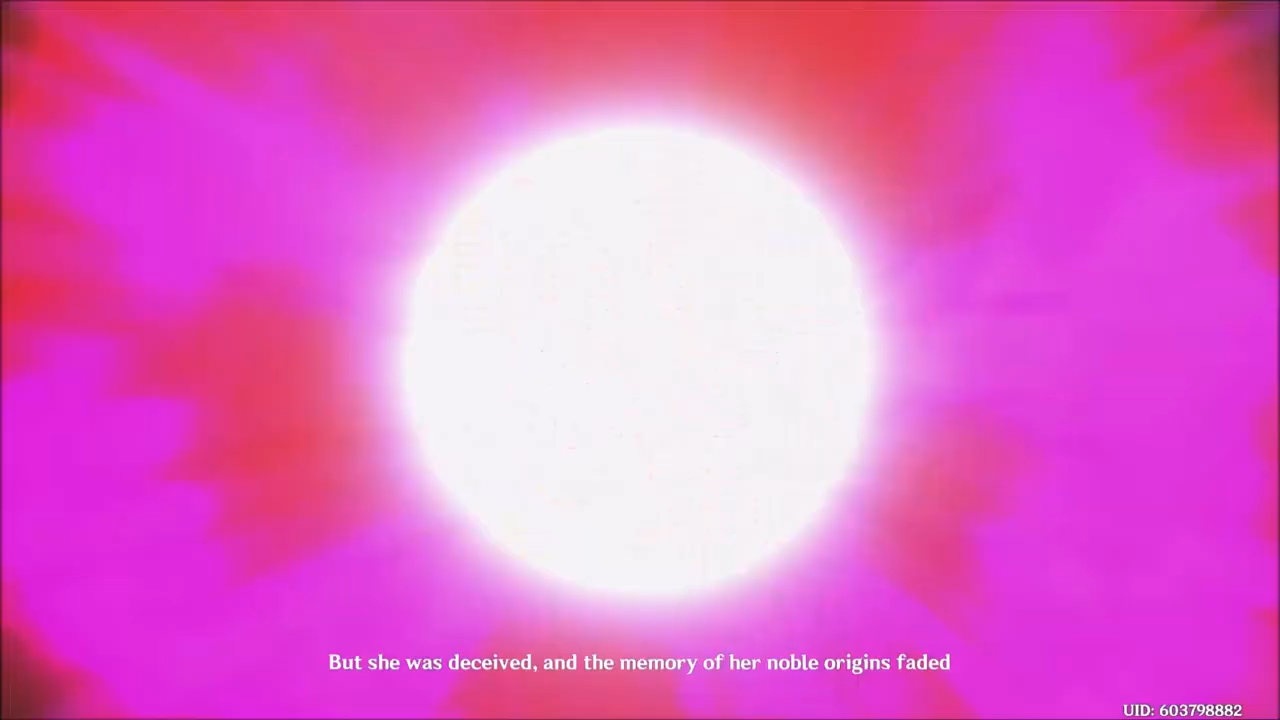 But she was deceived, and the memory of her noble origins faded
UID: 603798882